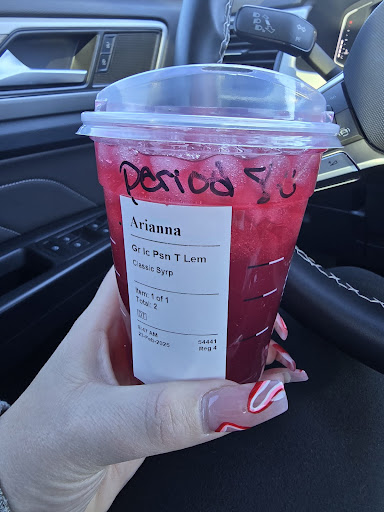 period
Arianna
Gr Ic Psn T Lem
Classic Syrp
Item: 1 of 1
Total: 2
54441
Reg 4